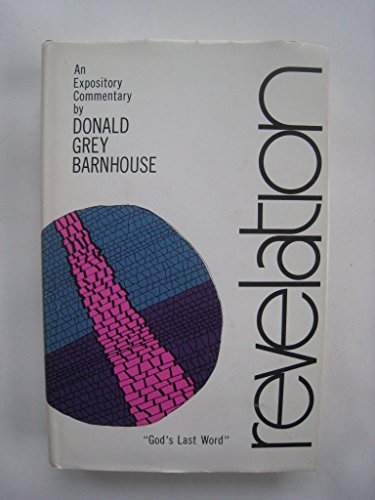 An
Expository
Commentary
by
DONALD
GREY
BARNHOUSE
revelation
"God's Last Word"